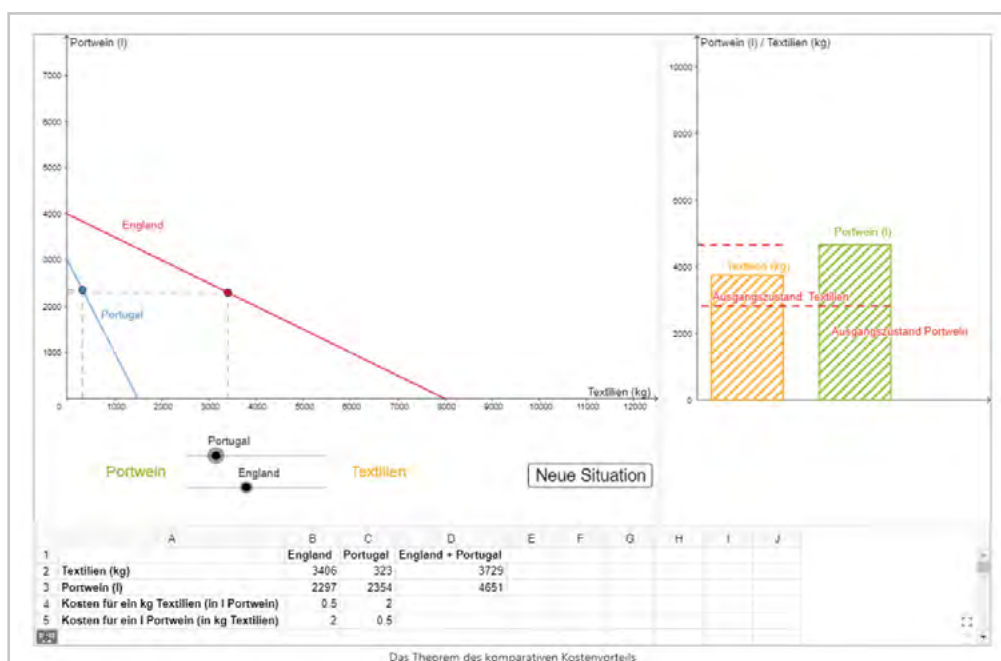 Portwein (l)
7000
6000
5000
4000
3000
2000
1000
0
1000
2000
3000
4000
5000
6000
7000
8000
9000
10000
11000
12000
Textilien (kg)
England
Portugal
Portwein (l) / Textilien (kg)
10000
8000
6000
4000
2000
0
Portwein (l)
Textilien (kg)
Ausgangszustand Textilien
Ausgangszustand Portwein
Portugal
Portwein
England
Textilien
Neue Situation
A B C D E F G H I J
1 England Portugal England + Portugal
2 Textilien (kg) 3406 323 3729
3 Portwein (l) 2297 2354 4651
4 Kosten für ein kg Textilien (in l Portwein) 0.5 2
5 Kosten für ein l Portwein (in kg Textilien) 2 0.5
Das Theorem des komparativen Kostenvorteils